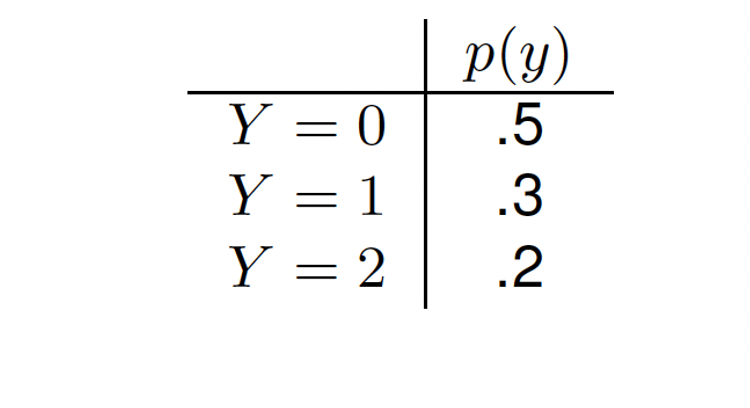 p(y)
Y = 0 .5
Y = 1 .3
Y = 2 .2